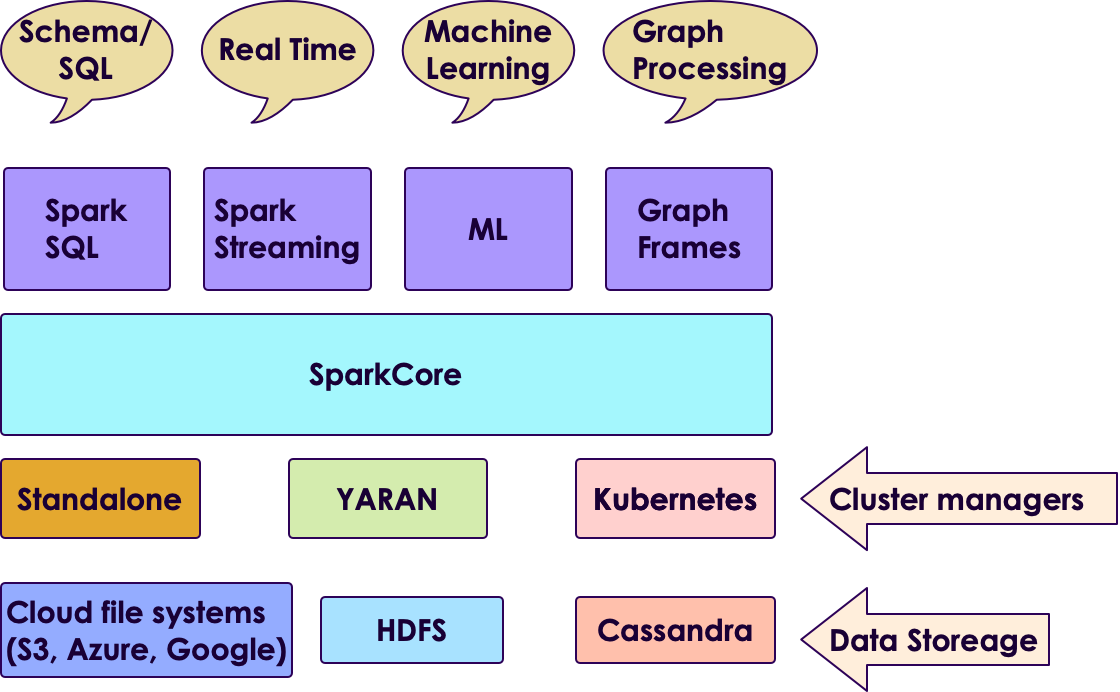 Schema/
SQL
Real Time
Machine
Learning
Graph
Processing
Spark
SQL
Spark
Streaming
ML
Graph
Frames
SparkCore
Standalone
YARAN
Kubernetes
Cluster managers
Cloud file systems
(S3, Azure, Google)
HDFS
Cassandra
Data Storeage